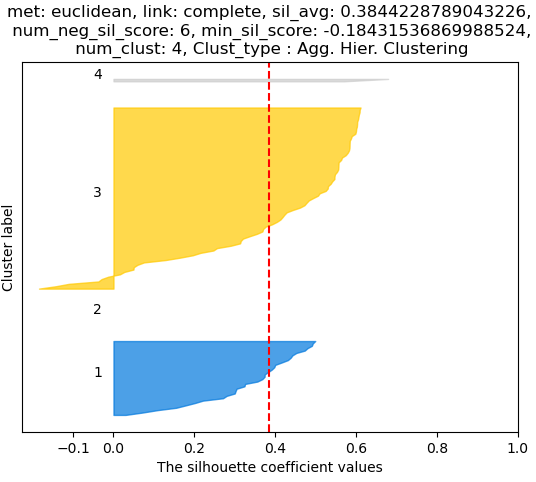 met: euclidean, link: complete, sil_avg: 0.3844228789043226,
num_neg_sil_score: 6, min_sil_score: -0.18431536869988524,
num_clust: 4, Clust_type : Agg. Hier. Clustering
4
3
2
1
Cluster label
−0.1 0.0 0.2 0.4 0.6 0.8 1.0
The silhouette coefficient values